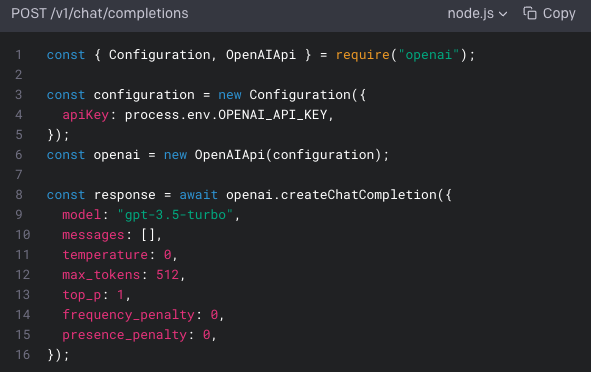 POST /v1/chat/completions
node.js Copy
1 const { Configuration, OpenAIApi } = require("openai");
2
3 const configuration = new Configuration({
4   apiKey: process.env.OPENAI_API_KEY,
5 });
6 const openai = new OpenAIApi(configuration);
7
8 const response = await openai.createChatCompletion({
9   model: "gpt-3.5-turbo",
10   messages: [],
11   temperature: 0,
12   max_tokens: 512,
13   top_p: 1,
14   frequency_penalty: 0,
15   presence_penalty: 0,
16 });